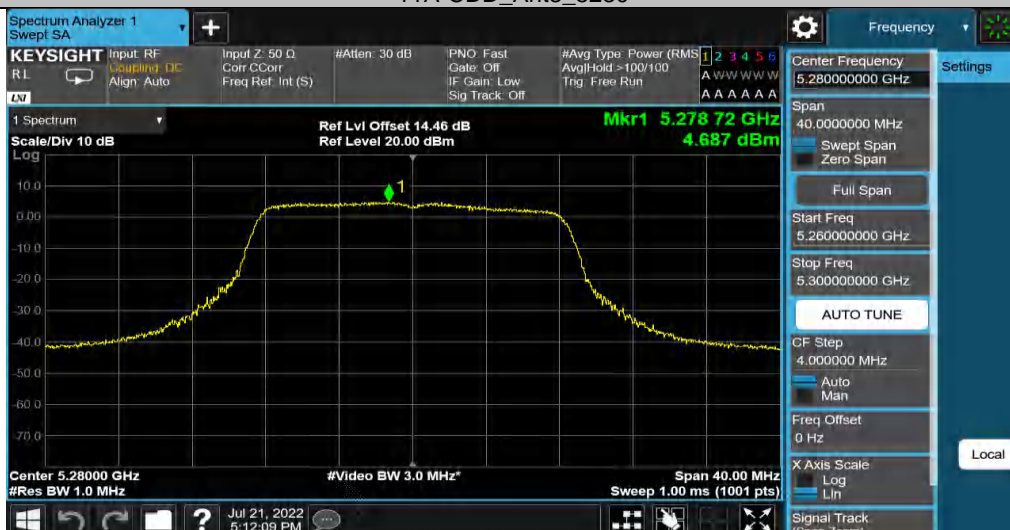 Spectrum Analyzer 1
Swept SA
+
Frequency
KEYSIGHT
RL
LXI
Input: RF
Coupling: DC
Align: Auto
Input Z: 50 Ω
Corr CCorr
Freq Ref: Int (S)
#Atten: 30 dB
PNO: Fast
Gate: Off
IF Gain: Low
Sig Track: Off
#Avg Type: Power (RMS
Avg|Hold:>100/100
Trig: Free Run
1 2 3 4 5 6
A W W W W W
A A A A A A
Center Frequency
5.280000000 GHz
Settings
Span
40.0000000 MHz
Swept Span
Zero Span
Full Span
Start Freq
5.260000000 GHz
Stop Freq
5.300000000 GHz
AUTO TUNE
CF Step
4.000000 MHz
Auto
Man
Freq Offset
0 Hz
X Axis Scale
Log
Lin
Local
Signal Track
1 Spectrum
Scale/Div 10 dB
Ref Lvl Offset 14.46 dB
Ref Level 20.00 dBm
Mkr1 5.278 72 GHz
4.687 dBm
Log
1
10.0
0.00
-10.0
-20.0
-30.0
-40.0
-50.0
-60.0
-70.0
Center 5.28000 GHz
#Res BW 1.0 MHz
#Video BW 3.0 MHz*
Span 40.00 MHz
Sweep 1.00 ms (1001 pts)
?
Jul 21, 2022
5:12:09 PM